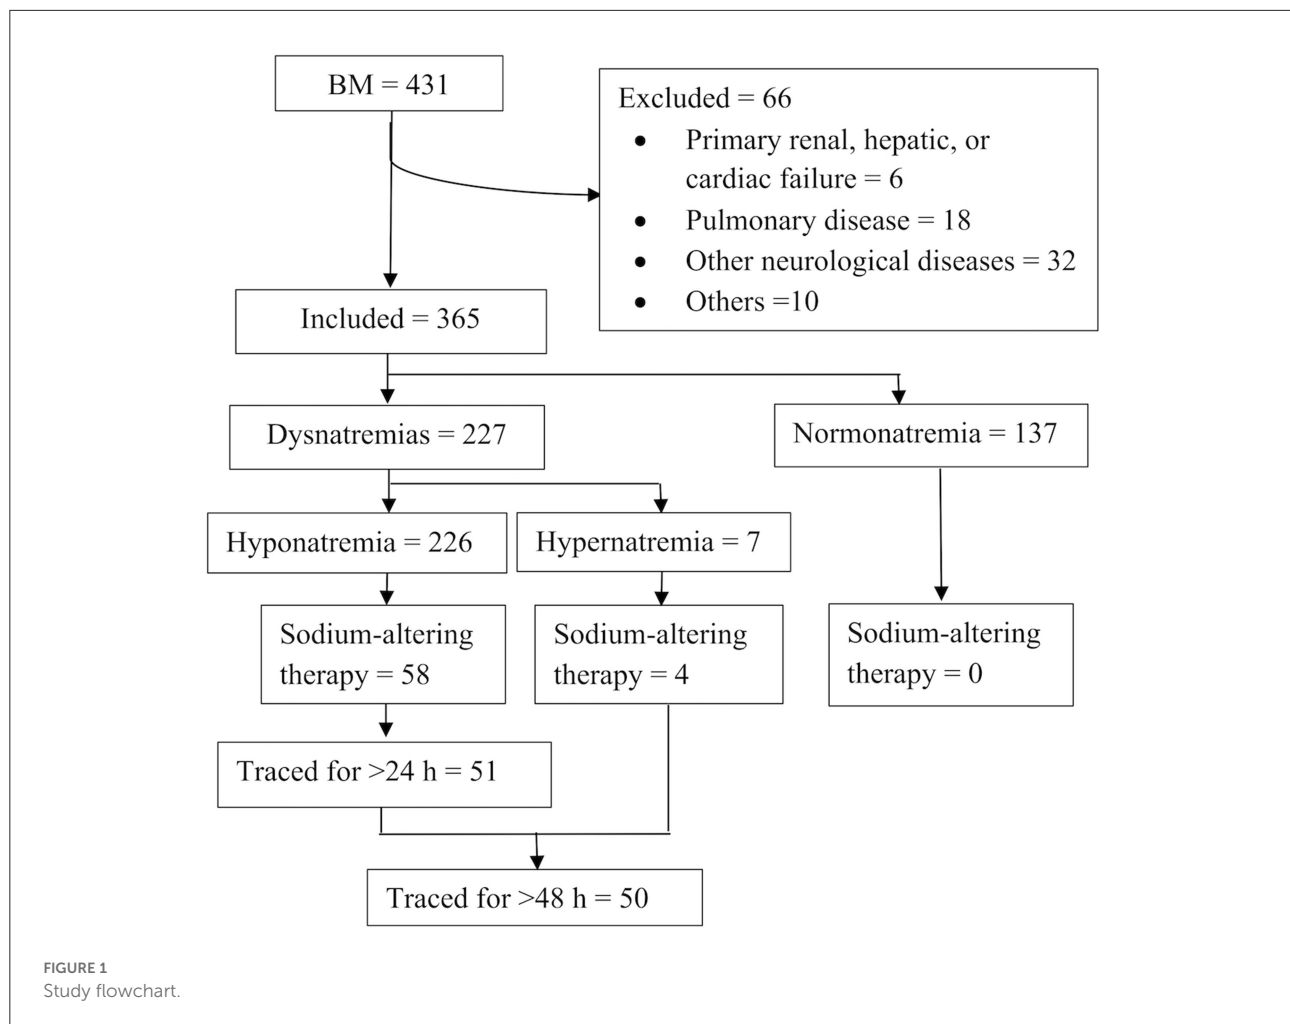 BM = 431
Excluded = 66
• Primary renal, hepatic, or
cardiac failure = 6
• Pulmonary disease = 18
• Other neurological diseases = 32
• Others =10
Included = 365
Dysnatremias = 227
Normonatremia = 137
Hyponatremia = 226
Hypernatremia = 7
Sodium-altering
therapy = 58
Sodium-altering
therapy = 4
Sodium-altering
therapy = 0
Traced for >24 h = 51
Traced for >48 h = 50
FIGURE 1
Study flowchart.